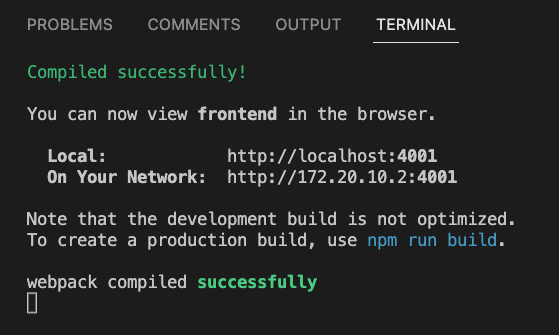 PROBLEMS COMMENTS OUTPUT TERMINAL
Compiled successfully!
You can now view frontend in the browser.
Local: http://localhost:4001
On Your Network: http://172.20.10.2:4001
Note that the development build is not optimized.
To create a production build, use npm run build.
webpack compiled successfully